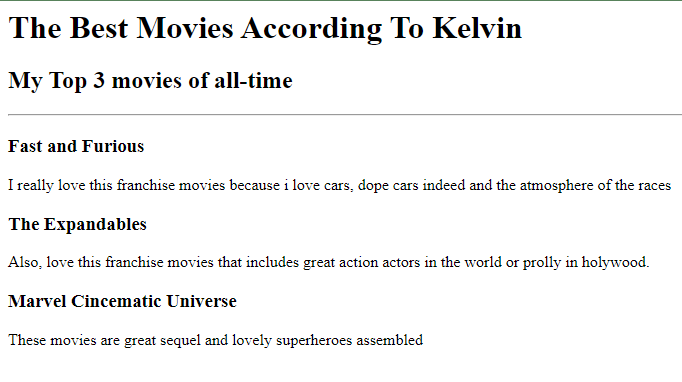 The Best Movies According To Kelvin
My Top 3 movies of all-time
Fast and Furious
I really love this franchise movies because i love cars, dope cars indeed and the atmosphere of the races
The Expandables
Also, love this franchise movies that includes great action actors in the world or prolly in holywood.
Marvel Cincematic Universe
These movies are great sequel and lovely superheroes assembled